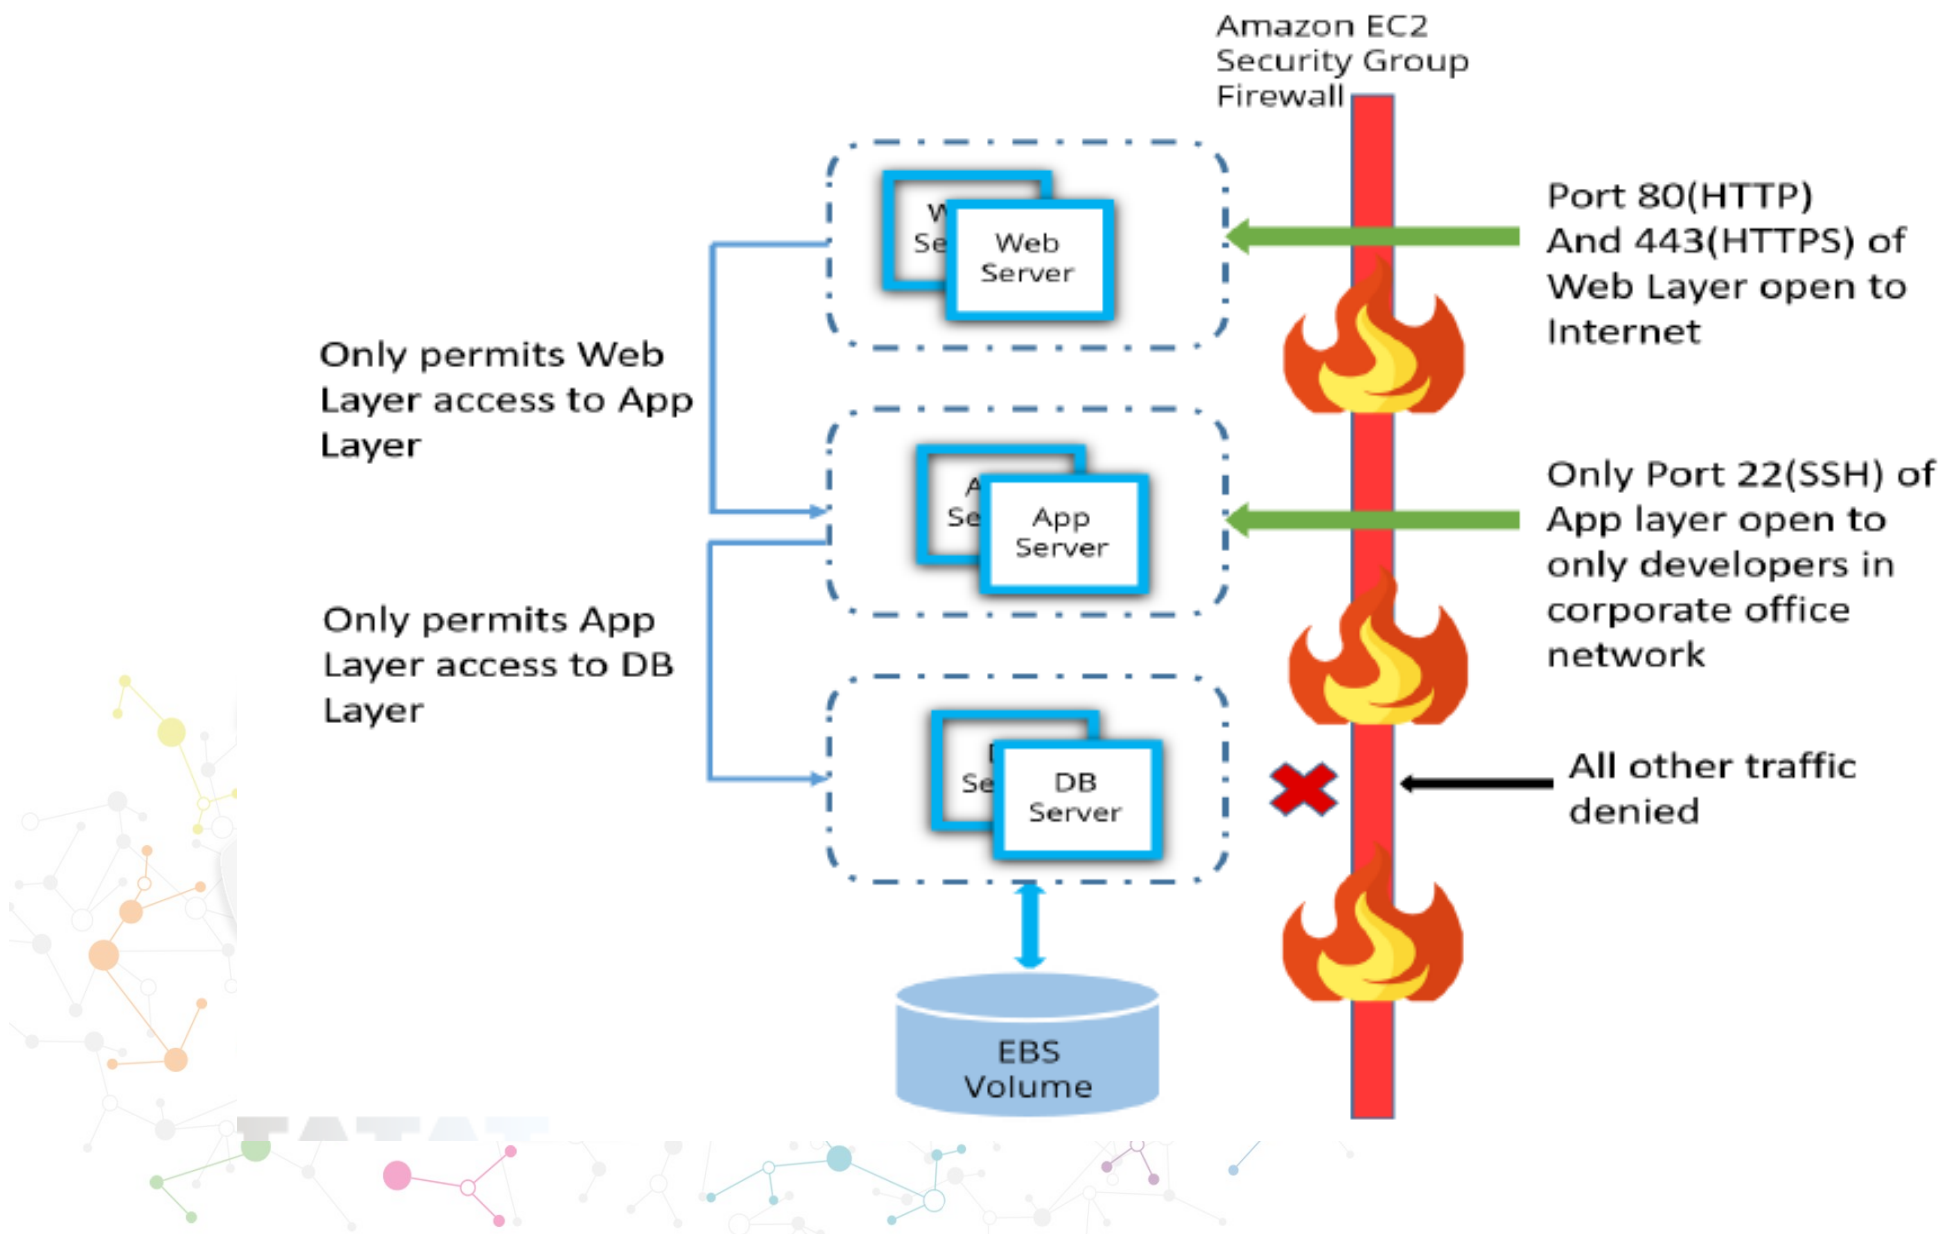 Amazon EC2
Security Group
Firewall
Web
Server
Port 80(HTTP)
And 443(HTTPS) of
Web Layer open to
Internet
Only permits Web
Layer access to App
Layer
App
Server
Only Port 22(SSH) of
App layer open to
only developers in
corporate office
network
Only permits App
Layer access to DB
Layer
DB
Server
All other traffic
denied
EBS
Volume